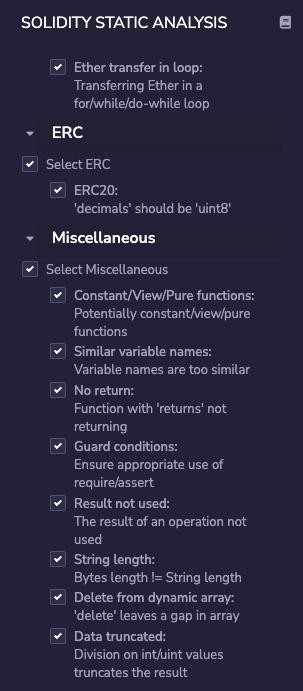 SOLIDITY STATIC ANALYSIS
Ether transfer in loop:
Transferring Ether in a
for/while/do-while loop
ERC
Select ERC
ERC20:
'decimals' should be 'uint8'
Miscellaneous
Select Miscellaneous
Constant/View/Pure functions:
Potentially constant/view/pure
functions
Similar variable names:
Variable names are too similar
No return:
Function with 'returns' not
returning
Guard conditions:
Ensure appropriate use of
require/assert
Result not used:
The result of an operation not
used
String length:
Bytes length != String length
Delete from dynamic array:
'delete' leaves a gap in array
Data truncated:
Division on int/uint values
truncates the result